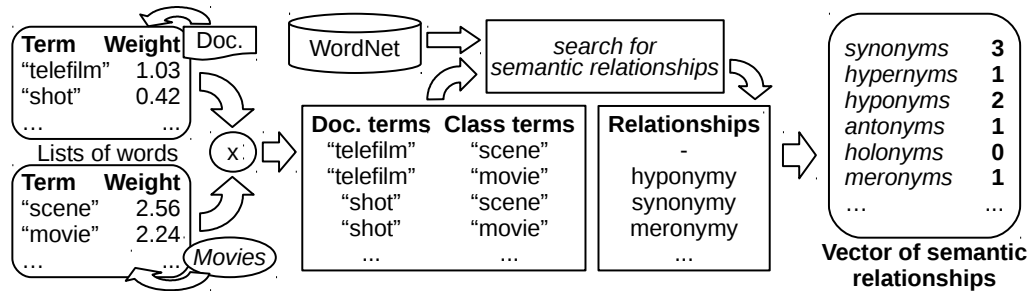 Term Weight
“telefilm” 1.03
“shot” 0.42
... ...
Doc.
Lists of words
Term Weight
“scene” 2.56
“movie” 2.24
... ...
Movies
x
WordNet
search for
semantic relationships
Doc. terms Class terms
“telefilm” “scene”
“telefilm” “movie”
“shot” “scene”
“shot” “movie”
... ...
Relationships
-
hyponymy
synonymy
meronymy
...
synonyms 3
hypernyms 1
hyponyms 2
antonyms 1
holonyms 0
meronyms 1
... ...
Vector of semantic
relationships